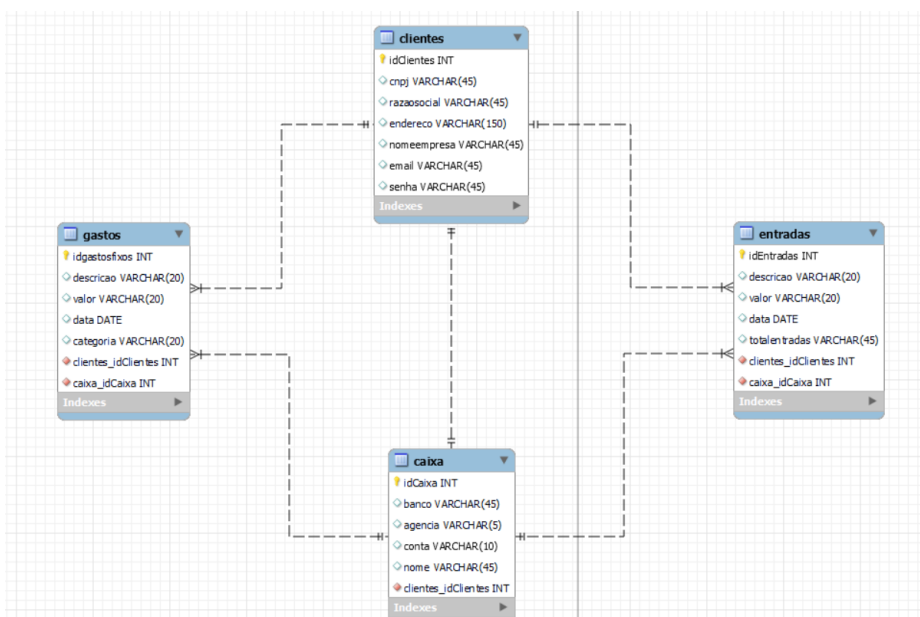 clientes
idClientes INT
cnpj VARCHAR(45)
razaosocial VARCHAR(45)
endereco VARCHAR(150)
nomeempresa VARCHAR(45)
email VARCHAR(45)
senha VARCHAR(45)
Indexes
gastos
idgastosfixos INT
descricao VARCHAR(20)
valor VARCHAR(20)
data DATE
categoria VARCHAR(20)
clientes_idClientes INT
caixa_idCaixa INT
Indexes
entradas
idEntradas INT
descricao VARCHAR(20)
valor VARCHAR(20)
data DATE
totalentradas VARCHAR(45)
clientes_idClientes INT
caixa_idCaixa INT
Indexes
caixa
idCaixa INT
banco VARCHAR(45)
agencia VARCHAR(5)
conta VARCHAR(10)
nome VARCHAR(45)
clientes_idClientes INT
Indexes